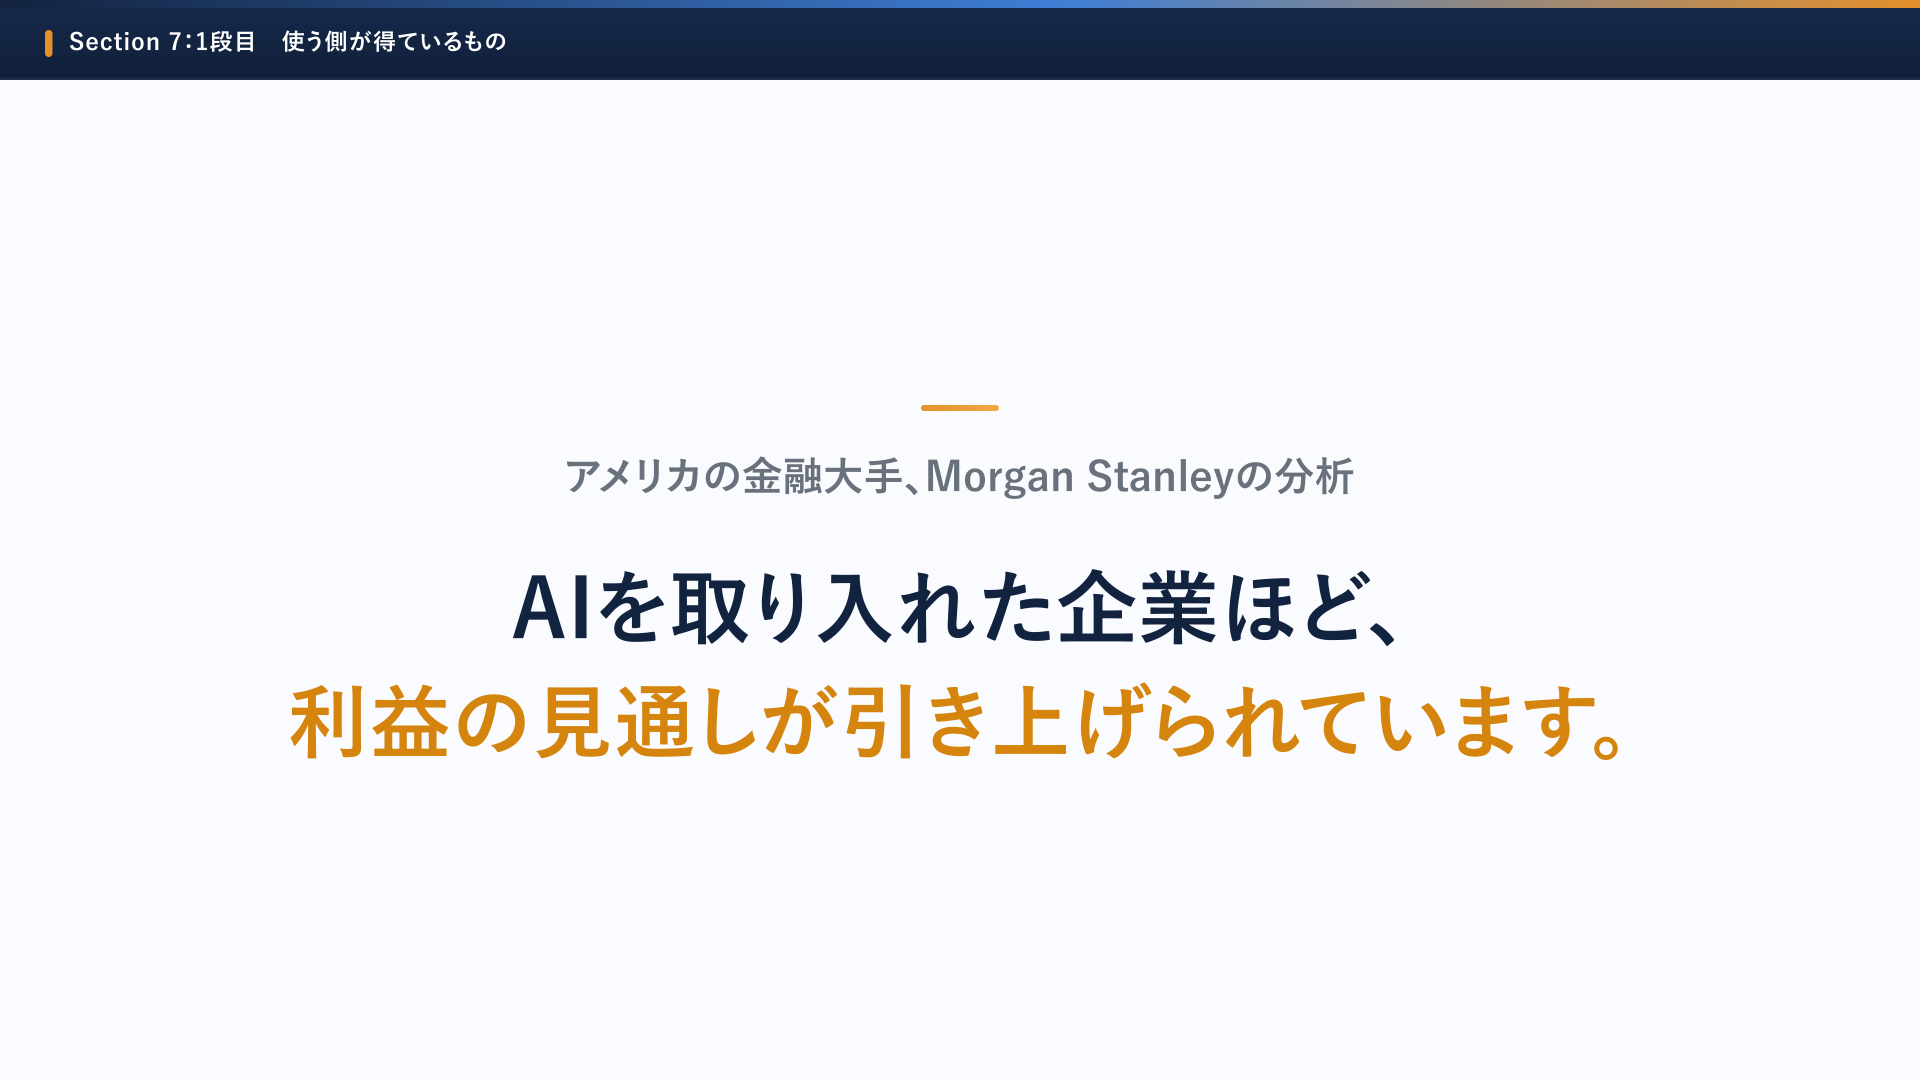 Section 7：1段目　使う側が得ているもの
アメリカの金融大手、Morgan Stanleyの分析
AIを取り入れた企業ほど、
利益の見通しが引き上げられています。